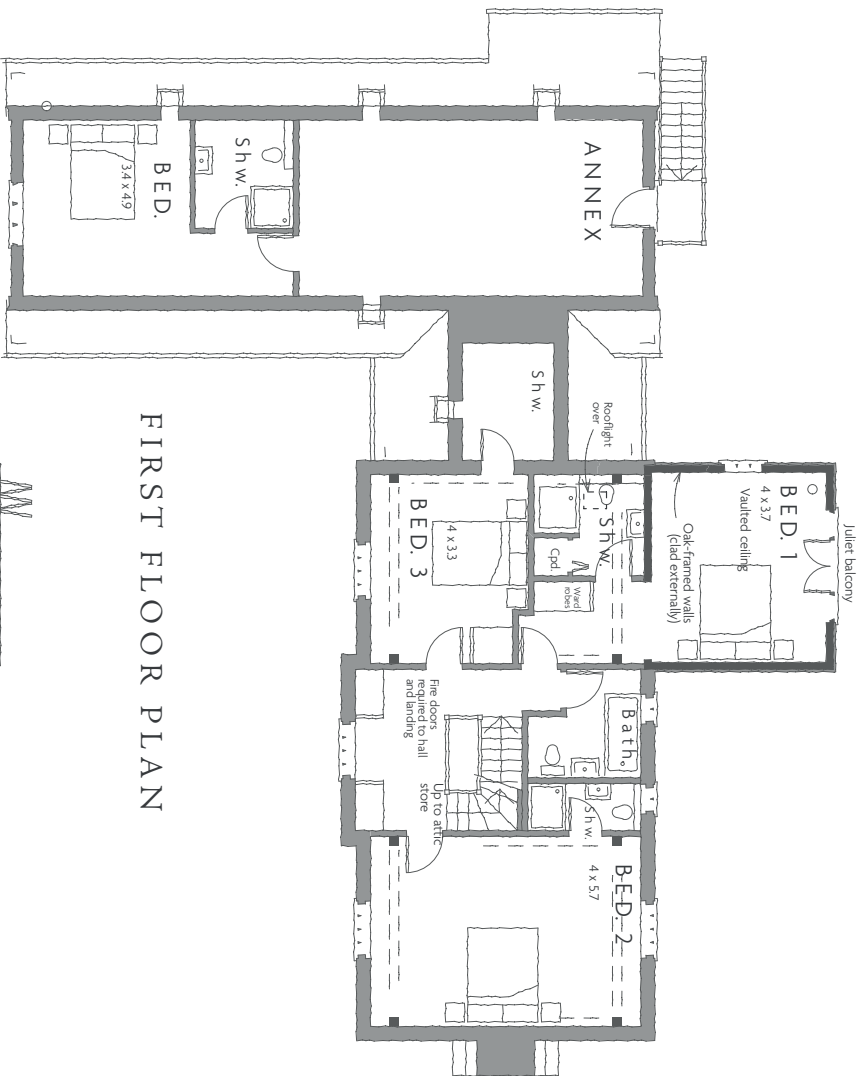 Juliet balcony
BED. 1
4 x 3.7
Vaulted ceiling
Oak-framed walls
(clad externally)
Rooflight
over
Shw.
Cpd.
Ward
robes
Shw.
BED. 3
4 x 3.3
Bath.
Shw.
BED. 2
4 x 5.7
Fire doors
required to hall
and landing
Up to attic
store
ANNEX
Shw.
BED.
3.4 x 4.9
FIRST FLOOR PLAN